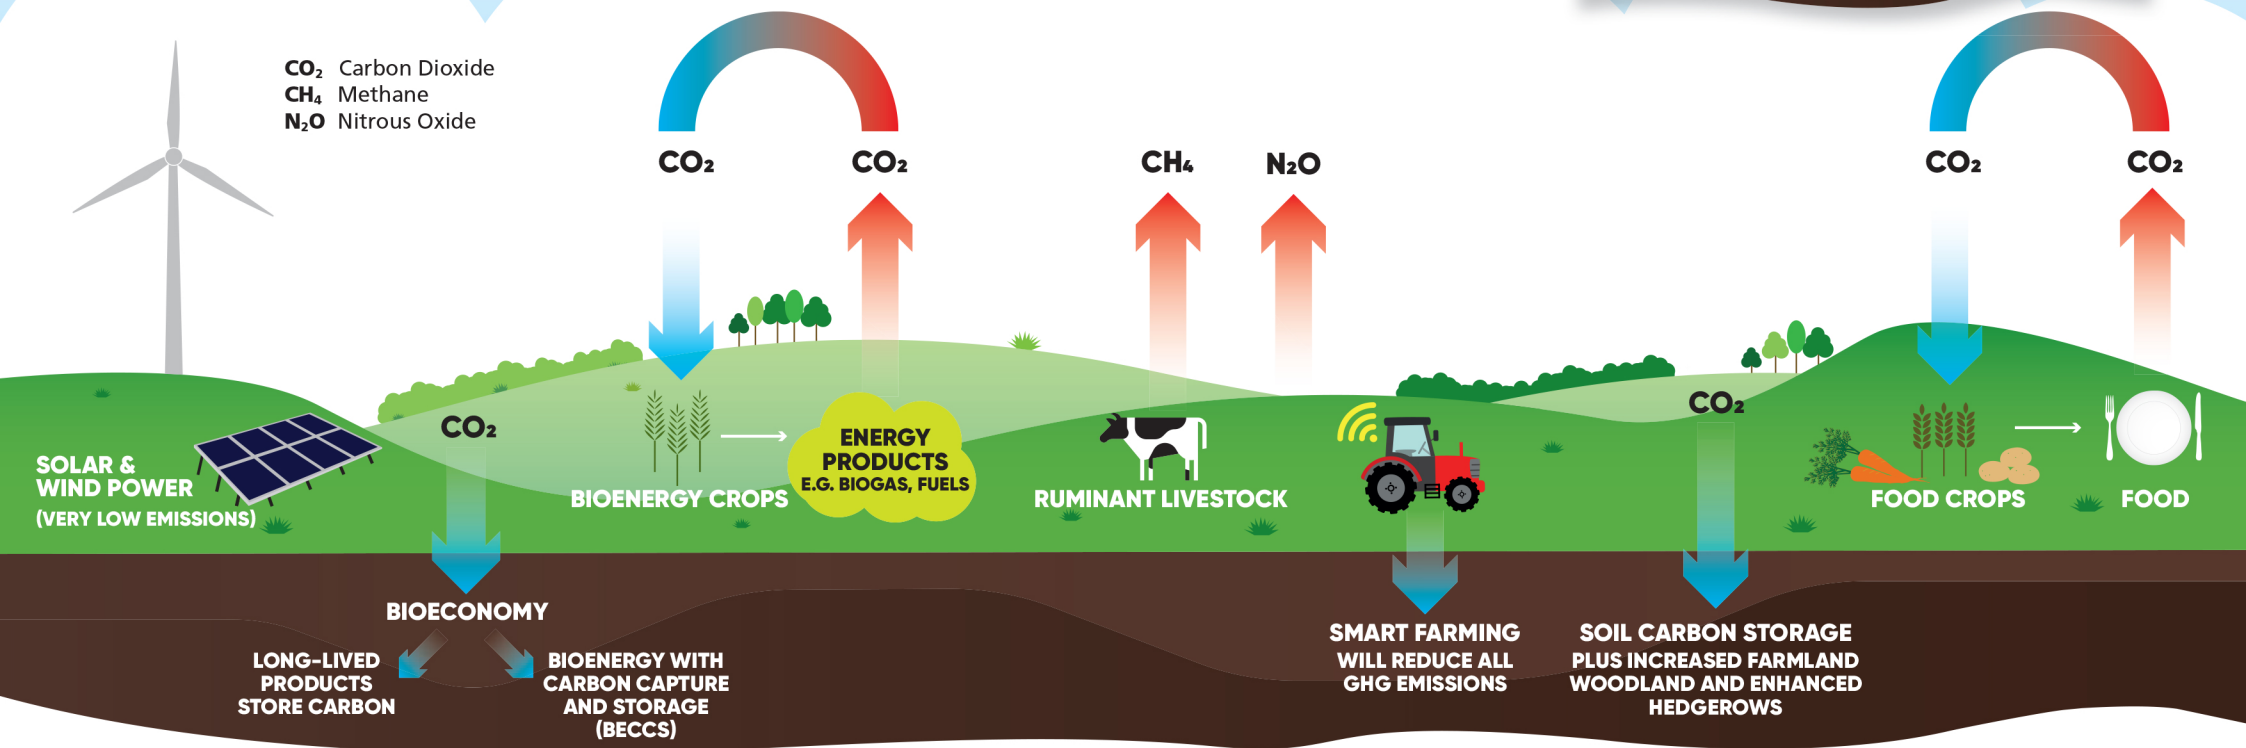 CO₂ Carbon Dioxide
CH₄ Methane
N₂O Nitrous Oxide
CO₂
CO₂
CH₄
N₂O
CO₂
CO₂
SOLAR &
WIND POWER
(VERY LOW EMISSIONS)
CO₂
BIOENERGY CROPS
ENERGY
PRODUCTS
E.G. BIOGAS, FUELS
RUMINANT LIVESTOCK
CO₂
FOOD CROPS
FOOD
BIOECONOMY
LONG-LIVED
PRODUCTS
STORE CARBON
BIOENERGY WITH
CARBON CAPTURE
AND STORAGE
(BECCS)
SMART FARMING
WILL REDUCE ALL
GHG EMISSIONS
SOIL CARBON STORAGE
PLUS INCREASED FARMLAND
WOODLAND AND ENHANCED
HEDGEROWS